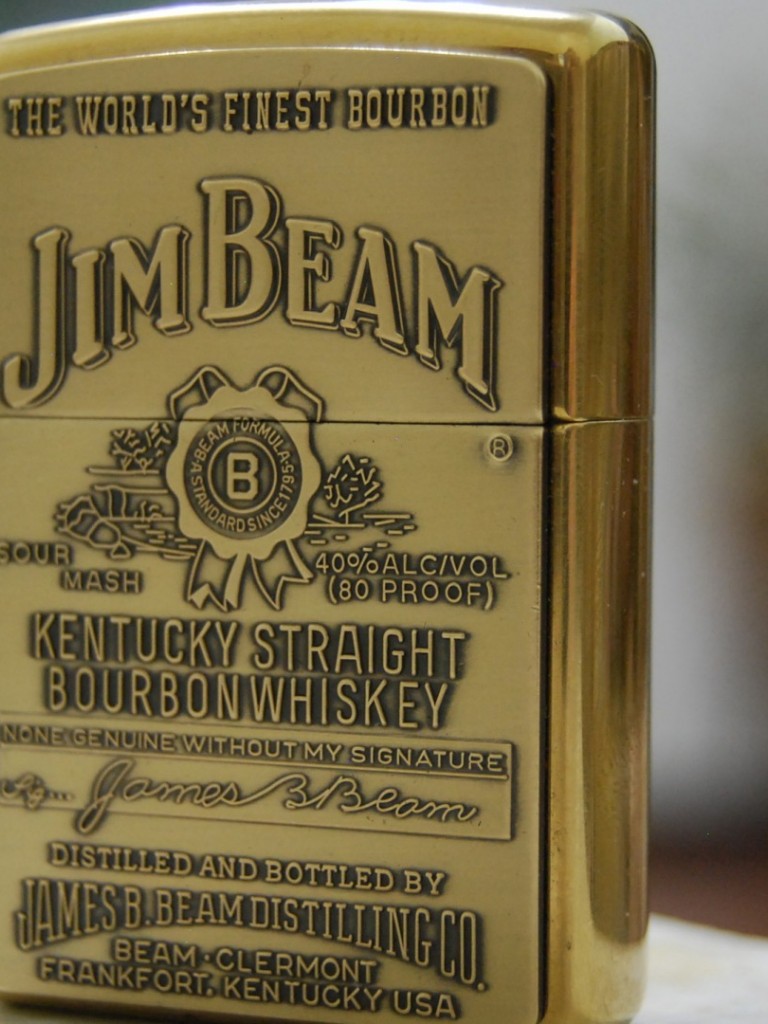 THE WORLD'S FINEST BOURBON
JIM BEAM
®
A·BEAM FORMULA·
B
A STANDARD SINCE 1795
SOUR
MASH
40% ALC/VOL
(80 PROOF)
KENTUCKY STRAIGHT
BOURBON WHISKEY
NONE GENUINE WITHOUT MY SIGNATURE
James B Beam
DISTILLED AND BOTTLED BY
JAMES B. BEAM DISTILLING CO.
BEAM · CLERMONT
FRANKFORT, KENTUCKY USA